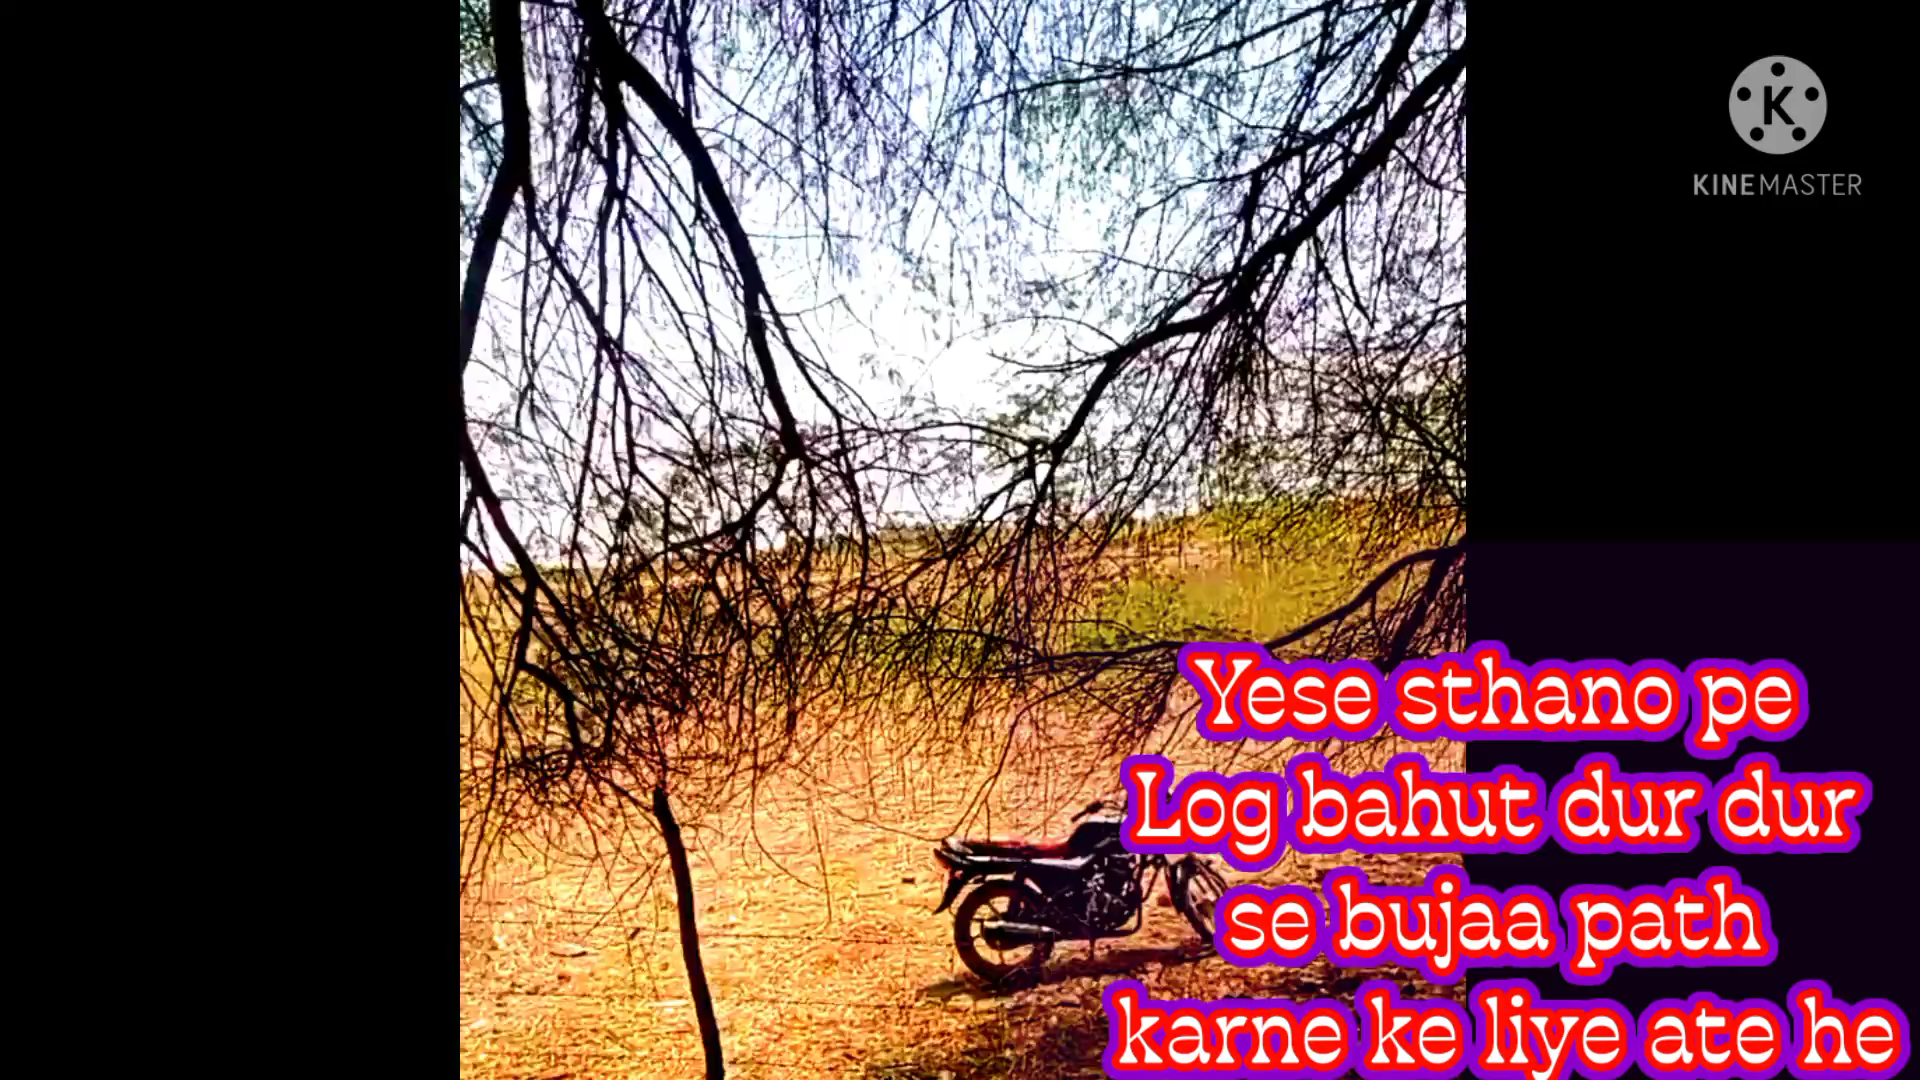 K
KINEMASTER
Yese sthano pe
Log bahut dur dur
se bujaa path
karne ke liye ate he